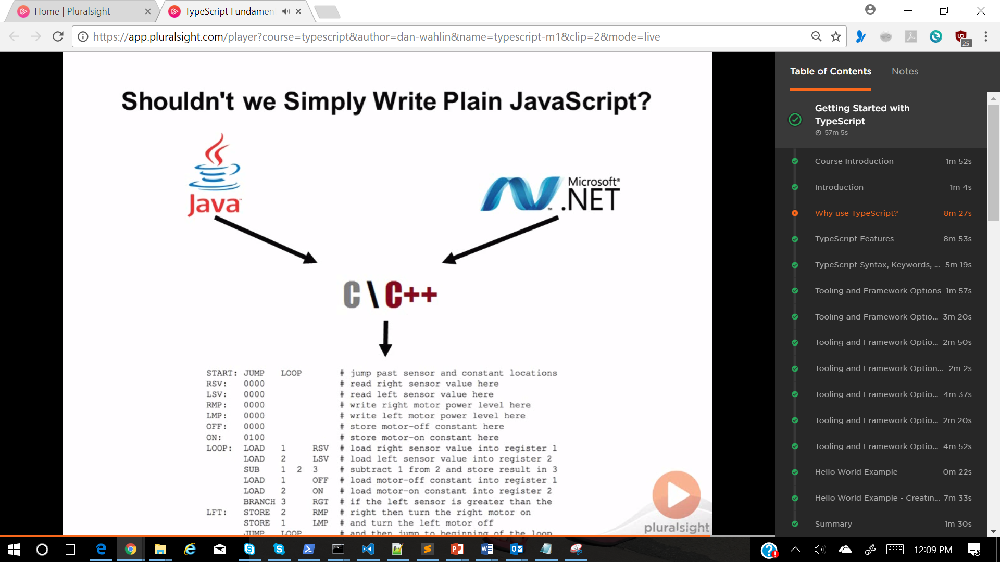 Home | Pluralsight
TypeScript Fundamen
https://app.pluralsight.com/player?course=typescript&author=dan-wahlin&name=typescript-m1&clip=2&mode=live
25
Shouldn't we Simply Write Plain JavaScript?
Java™
Microsoft®
.NET
™
C\C++
START: JUMP LOOP # jump past sensor and constant locations
RSV: 0000 # read right sensor value here
LSV: 0000 # read left sensor value here
RMP: 0000 # write right motor power level here
LMP: 0000 # write left motor power level here
OFF: 0000 # store motor-off constant here
ON: 0100 # store motor-on constant here
LOOP: LOAD 1 RSV # load right sensor value into register 1
LOAD 2 LSV # load left sensor value into register 2
SUB 1 2 3 # subtract 1 from 2 and store result in 3
LOAD 1 OFF # load motor-off constant into register 1
LOAD 2 ON # load motor-on constant into register 2
BRANCH 3 RGT # if the left sensor is greater than the
LFT: STORE 2 RMP # right then turn the right motor on
STORE 1 LMP # and turn the left motor off
JUMP LOOP # and then jump to beginning of the loop
pluralsight
Table of Contents
Notes
Getting Started with
TypeScript
57m 5s
Course Introduction 1m 52s
Introduction 1m 4s
Why use TypeScript? 8m 27s
TypeScript Features 8m 53s
TypeScript Syntax, Keywords, ... 5m 19s
Tooling and Framework Options 1m 57s
Tooling and Framework Optio... 3m 20s
Tooling and Framework Optio... 2m 50s
Tooling and Framework Option... 2m 2s
Tooling and Framework Optio... 4m 37s
Tooling and Framework Optio... 2m 20s
Tooling and Framework Optio... 4m 52s
Hello World Example 0m 22s
Hello World Example - Creatin... 7m 33s
Summary 1m 30s
12:09 PM